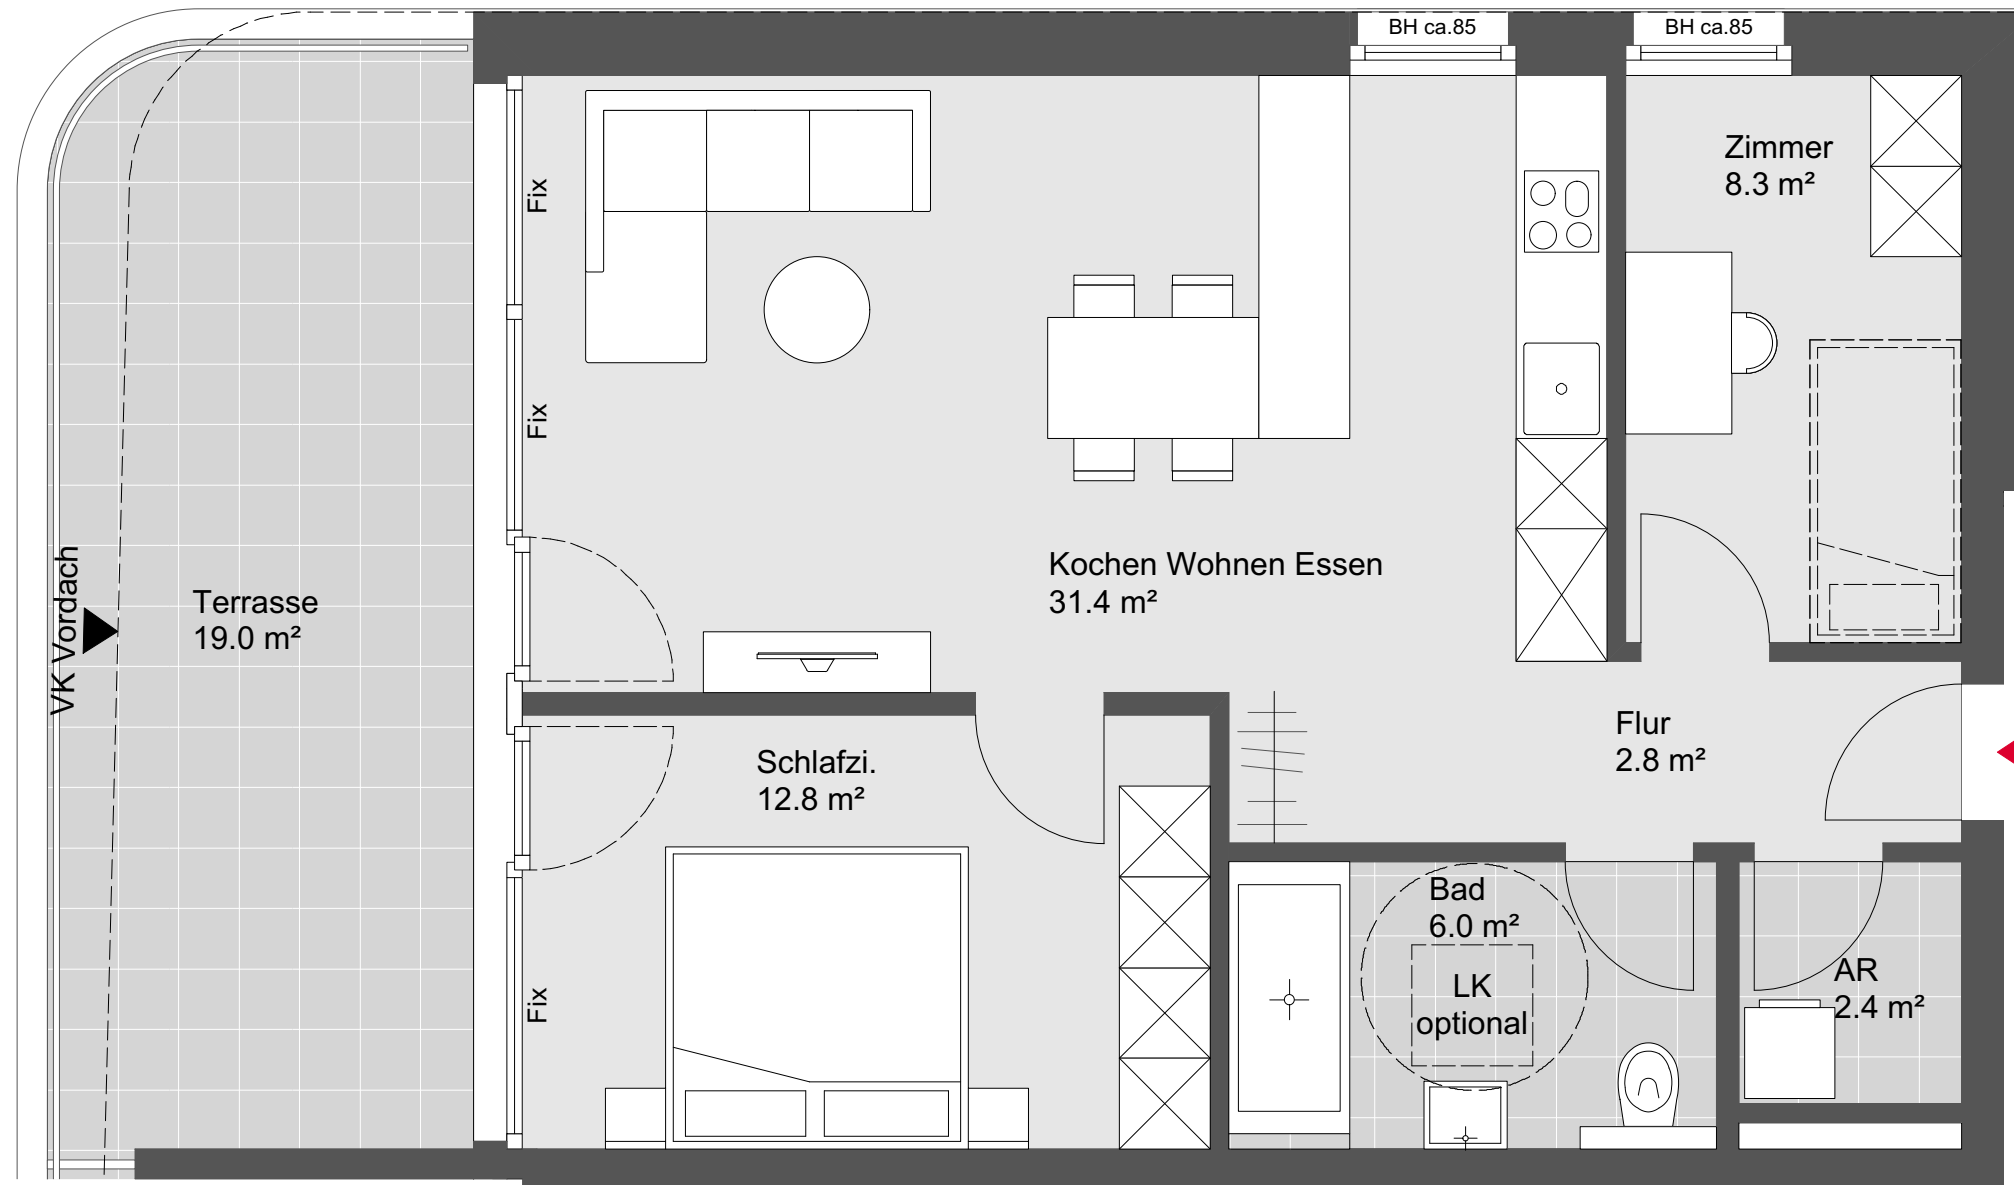 BH ca.85
BH ca.85
Zimmer
8.3 m²
Fix
Fix
Kochen Wohnen Essen
31.4 m²
VK Vordach
Terrasse
19.0 m²
Flur
2.8 m²
Schlafzi.
12.8 m²
Bad
6.0 m²
LK
optional
AR
2.4 m²
Fix